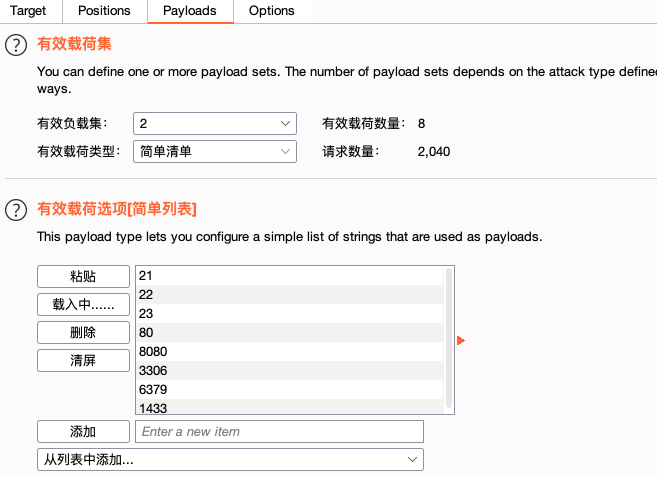 Target Positions Payloads Options
? 有效载荷集
You can define one or more payload sets. The number of payload sets depends on the attack type define
ways.
有效负载集: 2 有效载荷数量: 8
有效载荷类型: 简单清单 请求数量: 2,040
? 有效载荷选项[简单列表]
This payload type lets you configure a simple list of strings that are used as payloads.
粘贴 21
22
载入中...... 23
删除 80
8080
清屏 3306
6379
1433
添加 Enter a new item
从列表中添加...